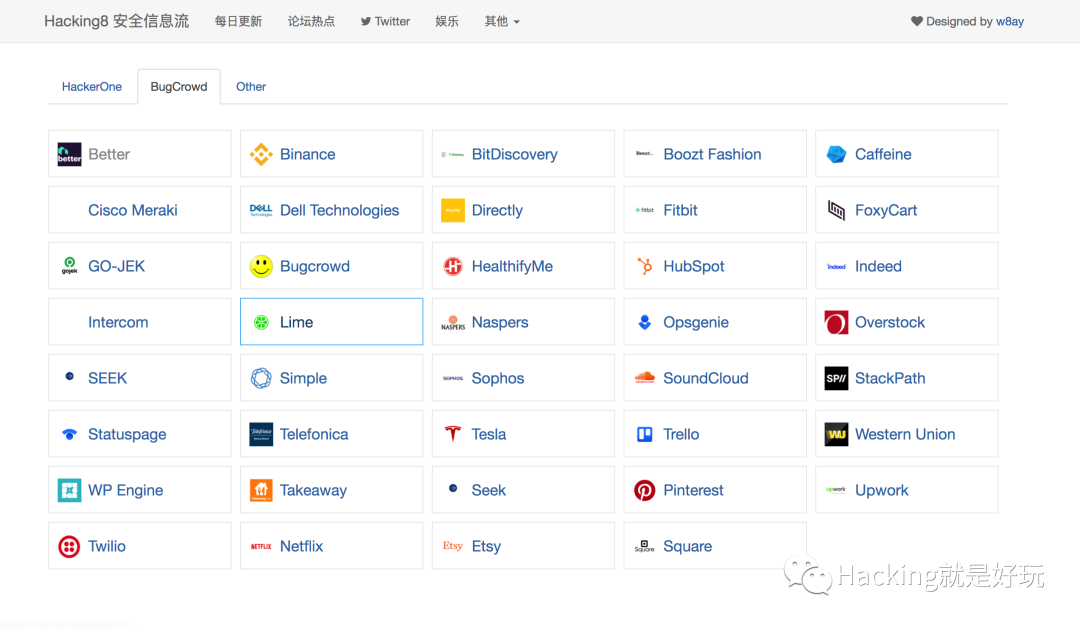 Hacking8 安全信息流 每日更新 论坛热点 Twitter 娱乐 其他 Designed by w8ay
HackerOne BugCrowd Other
better Better Binance BitDiscovery Boozt Fashion Caffeine
Cisco Meraki DELL Technologies Dell Technologies Directly fitbit Fitbit FoxyCart
gojek GO-JEK Bugcrowd HealthifyMe HubSpot indeed Indeed
Intercom Lime NASPERS Naspers Opsgenie Overstock
SEEK Simple SOPHOS Sophos SoundCloud SP// StackPath
Statuspage Telefonica Tesla Trello WU Western Union
WP Engine Takeaway Seek Pinterest upwork Upwork
Twilio NETFLIX Netflix Etsy Etsy Square Square
Hacking就是好玩